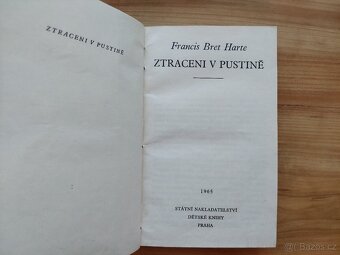 ZTRACENI V PUSTINĚ
Francis Bret Harte
ZTRACENI V PUSTINĚ
1965
STÁTNÍ NAKLADATELSTVÍ
DĚTSKÉ KNIHY
PRAHA